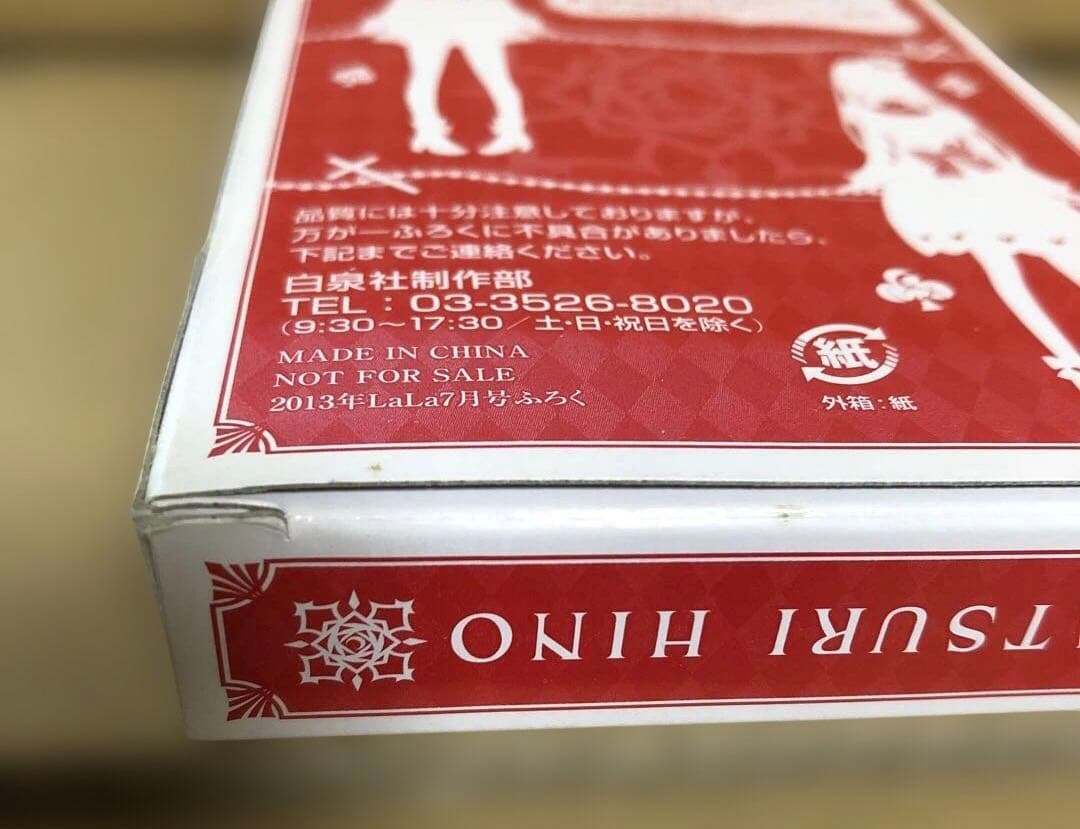 品質には十分注意しておりますが、
万が一ふろくに不具合がありましたら、
下記までご連絡ください。
白泉社制作部
TEL：03-3526-8020
（9:30～17:30／土・日・祝日を除く）
MADE IN CHINA
NOT FOR SALE
2013年LaLa7月号ふろく
紙
外箱：紙
TSURI HINO